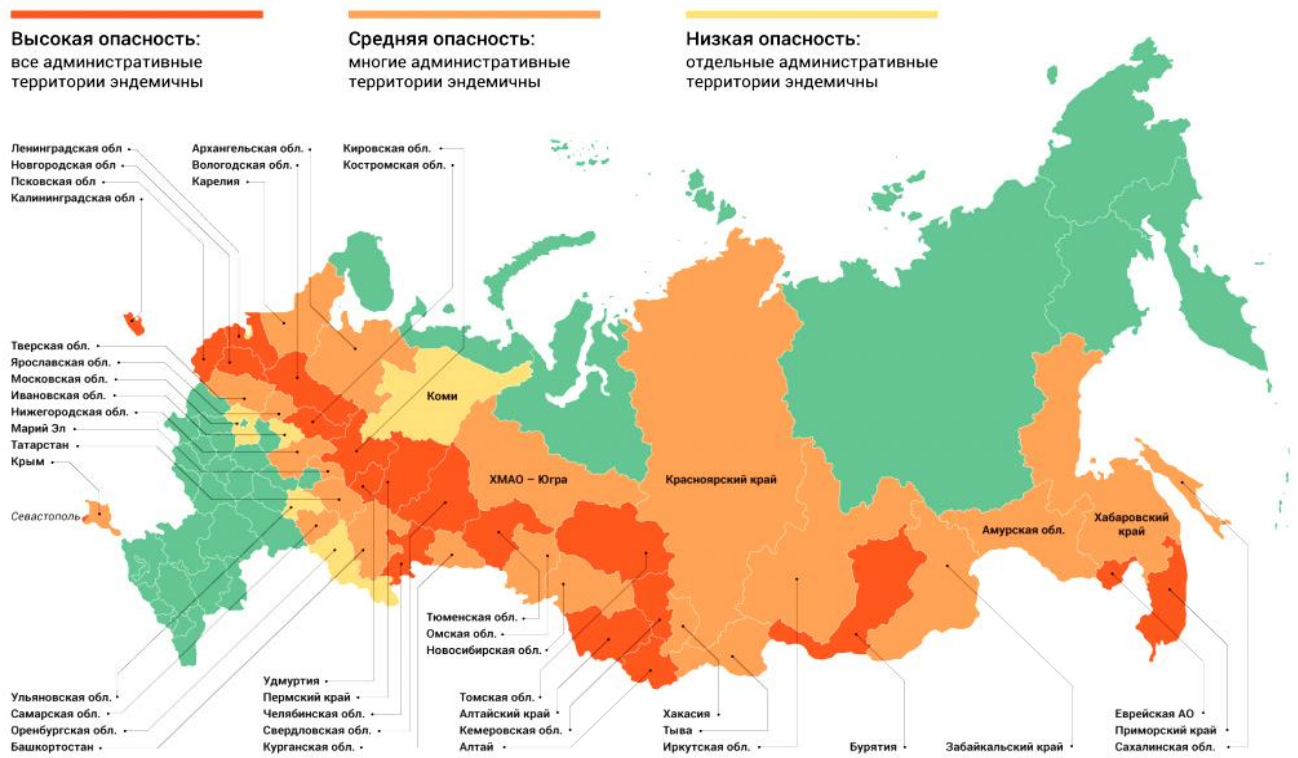 Высокая опасность:
все административные
территории эндемичны
Средняя опасность:
многие административные
территории эндемичны
Низкая опасность:
отдельные административные
территории эндемичны
Ленинградская обл
Новгородская обл
Псковская обл
Калининградская обл
Архангельская обл.
Вологодская обл.
Карелия
Кировская обл.
Костромская обл.
Тверская обл.
Ярославская обл.
Московская обл.
Ивановская обл.
Нижегородская обл.
Марий Эл
Татарстан
Крым
Севастополь
Коми
ХМАО – Югра
Красноярский край
Амурская обл.
Хабаровский
край
Тюменская обл.
Омская обл.
Новосибирская обл.
Ульяновская обл.
Самарская обл.
Оренбургская обл.
Башкортостан
Удмуртия
Пермский край
Челябинская обл.
Свердловская обл.
Курганская обл.
Томская обл.
Алтайский край
Кемеровская обл.
Алтай
Хакасия
Тыва
Иркутская обл.
Бурятия
Забайкальский край
Еврейская АО
Приморский край
Сахалинская обл.